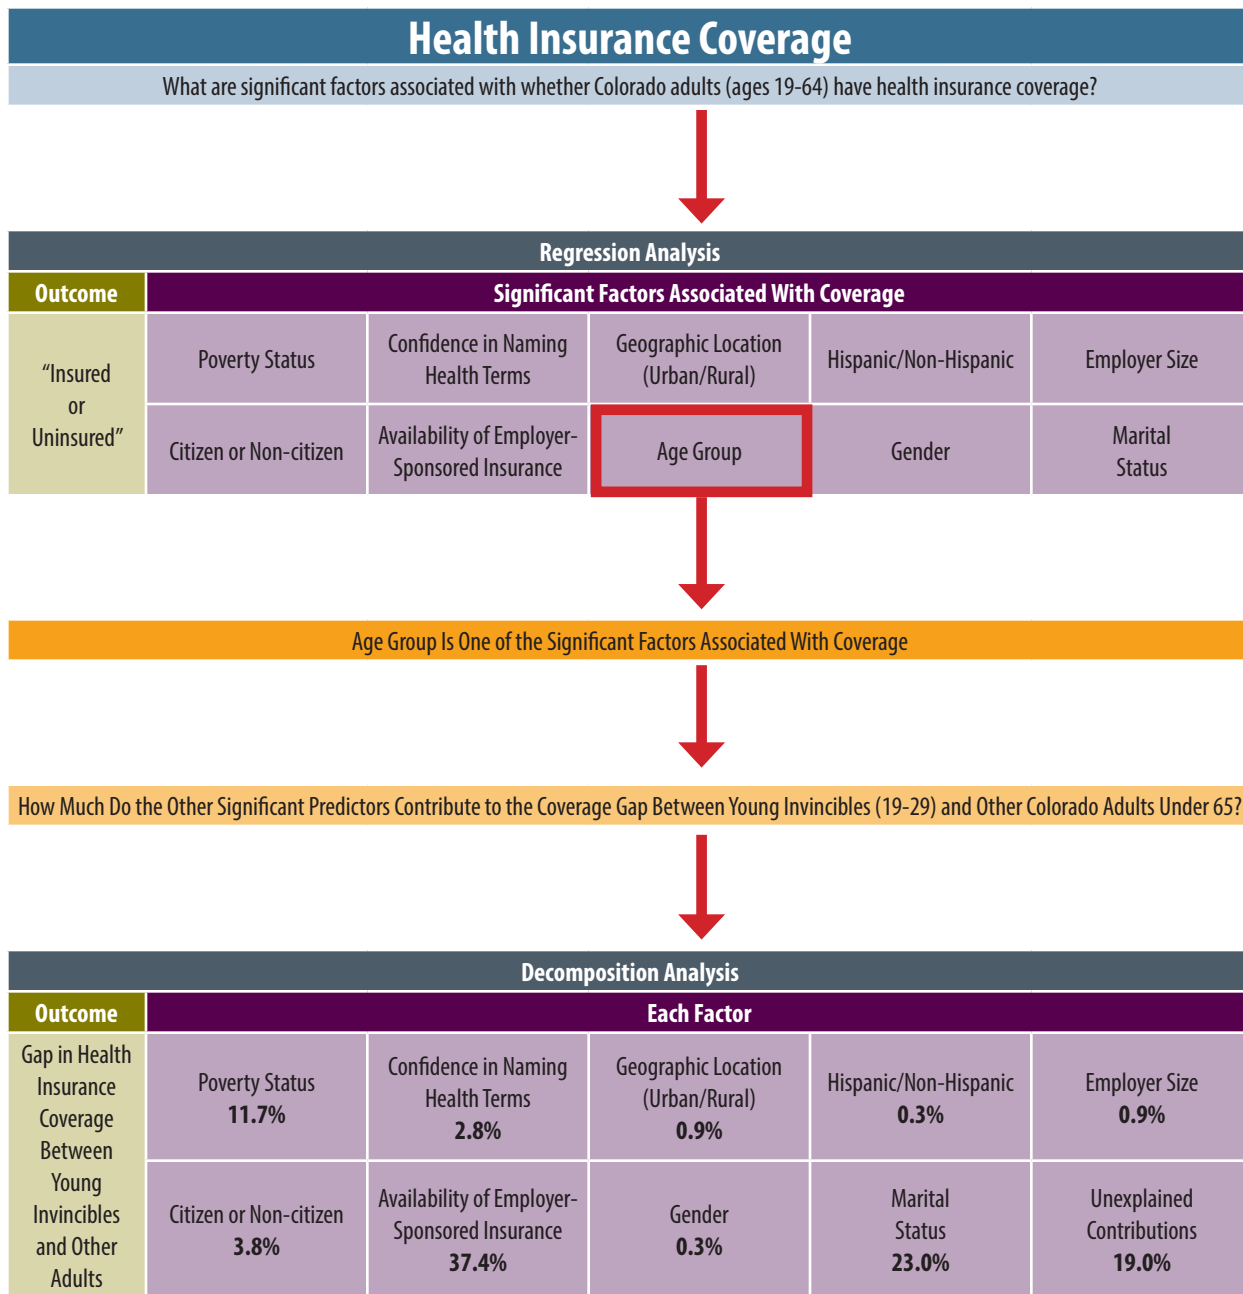 Health Insurance Coverage
What are significant factors associated with whether Colorado adults (ages 19-64) have health insurance coverage?
Regression Analysis
Outcome
Significant Factors Associated With Coverage
“Insured
or
Uninsured”
Poverty Status
Confidence in Naming
Health Terms
Geographic Location
(Urban/Rural)
Hispanic/Non-Hispanic
Employer Size
Citizen or Non-citizen
Availability of Employer-
Sponsored Insurance
Age Group
Gender
Marital
Status
Age Group Is One of the Significant Factors Associated With Coverage
How Much Do the Other Significant Predictors Contribute to the Coverage Gap Between Young Invincibles (19-29) and Other Colorado Adults Under 65?
Decomposition Analysis
Outcome
Each Factor
Gap in Health
Insurance
Coverage
Between
Young
Invincibles
and Other
Adults
Poverty Status
11.7%
Confidence in Naming
Health Terms
2.8%
Geographic Location
(Urban/Rural)
0.9%
Hispanic/Non-Hispanic
0.3%
Employer Size
0.9%
Citizen or Non-citizen
3.8%
Availability of Employer-
Sponsored Insurance
37.4%
Gender
0.3%
Marital
Status
23.0%
Unexplained
Contributions
19.0%